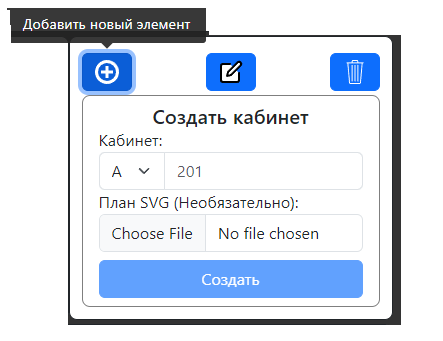 Добавить новый элемент
Создать кабинет
Кабинет:
A 201
План SVG (Необязательно):
Choose File No file chosen
Создать